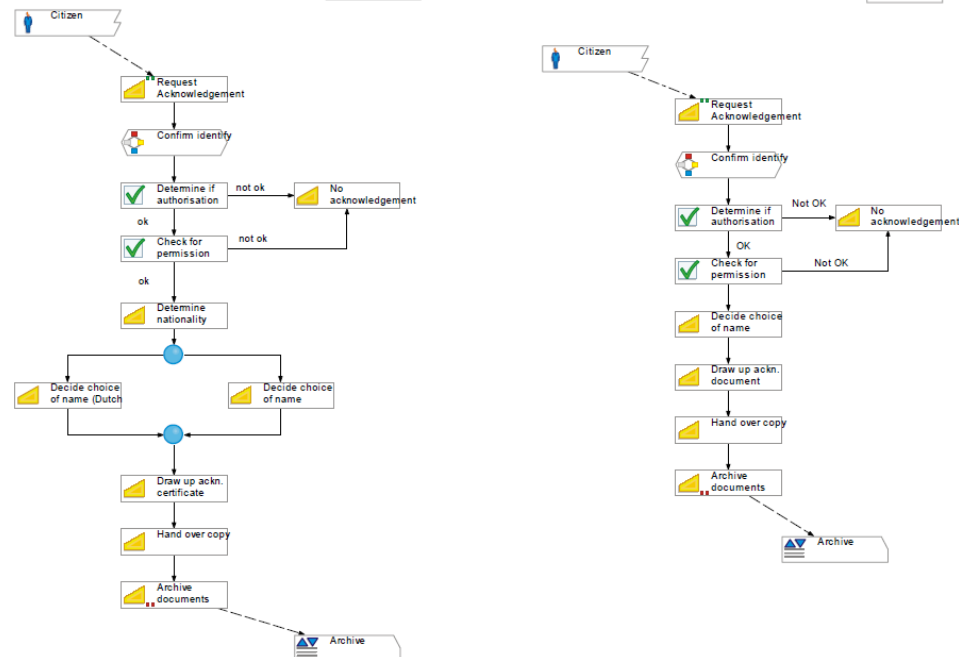 Citizen
Request
Acknowledgement
Confirm identify
Determine if
authorisation
not ok
No
acknowledgement
ok
Check for
permission
not ok
ok
Determine
nationality
Decide choice
of name (Dutch
Decide choice
of name
Draw up ackn.
certificate
Hand over copy
Archive
documents
Archive
Citizen
Request
Acknowledgement
Confirm identify
Determine if
authorisation
Not OK
No
acknowledgement
OK
Check for
permission
Not OK
Decide choice
of name
Draw up ackn.
document
Hand over copy
Archive
documents
Archive